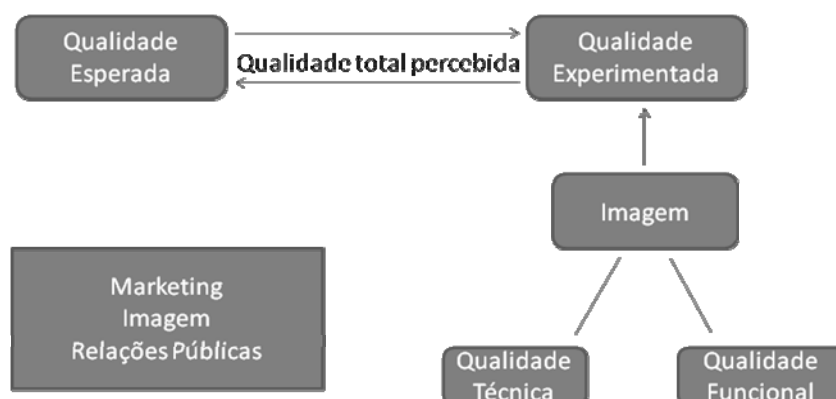 Qualidade
Esperada
Qualidade total percebida
Qualidade
Experimentada
Imagem
Marketing
Imagem
Relações Públicas
Qualidade
Técnica
Qualidade
Funcional